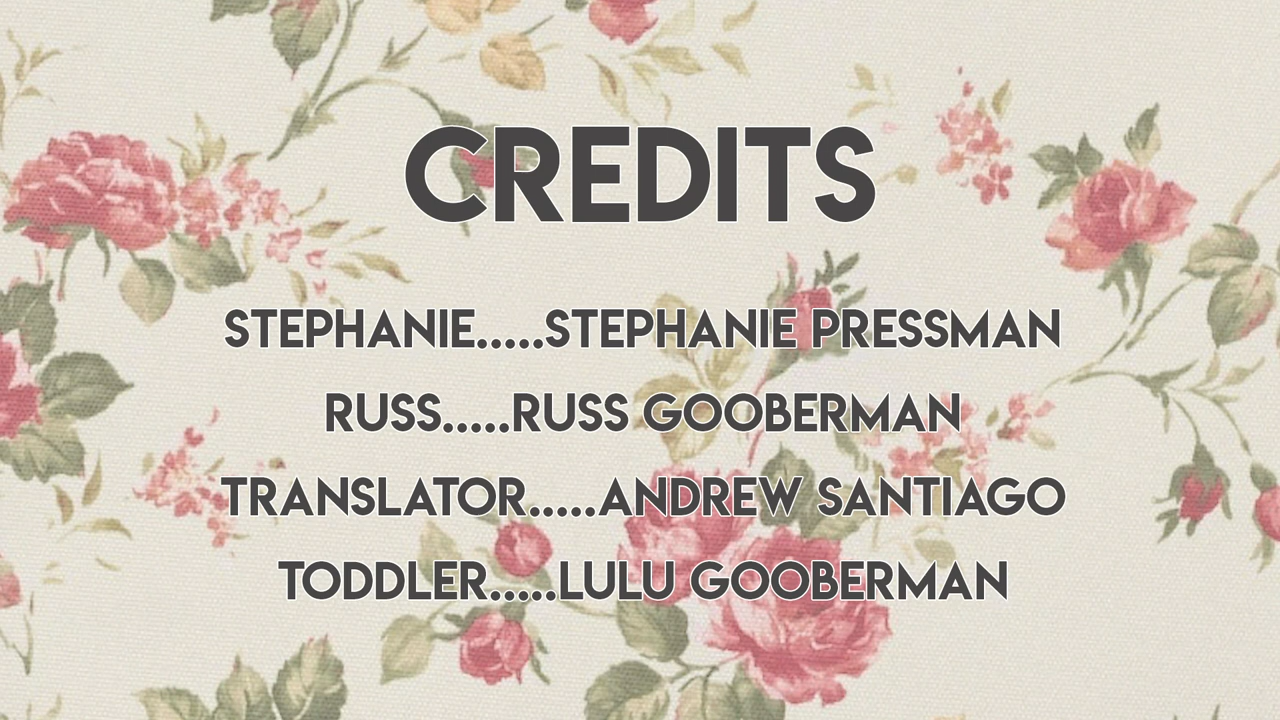 CREDITS
STEPHANIE.....STEPHANIE PRESSMAN
RUSS.....RUSS GOOBERMAN
TRANSLATOR.....ANDREW SANTIAGO
TODDLER.....LULU GOOBERMAN